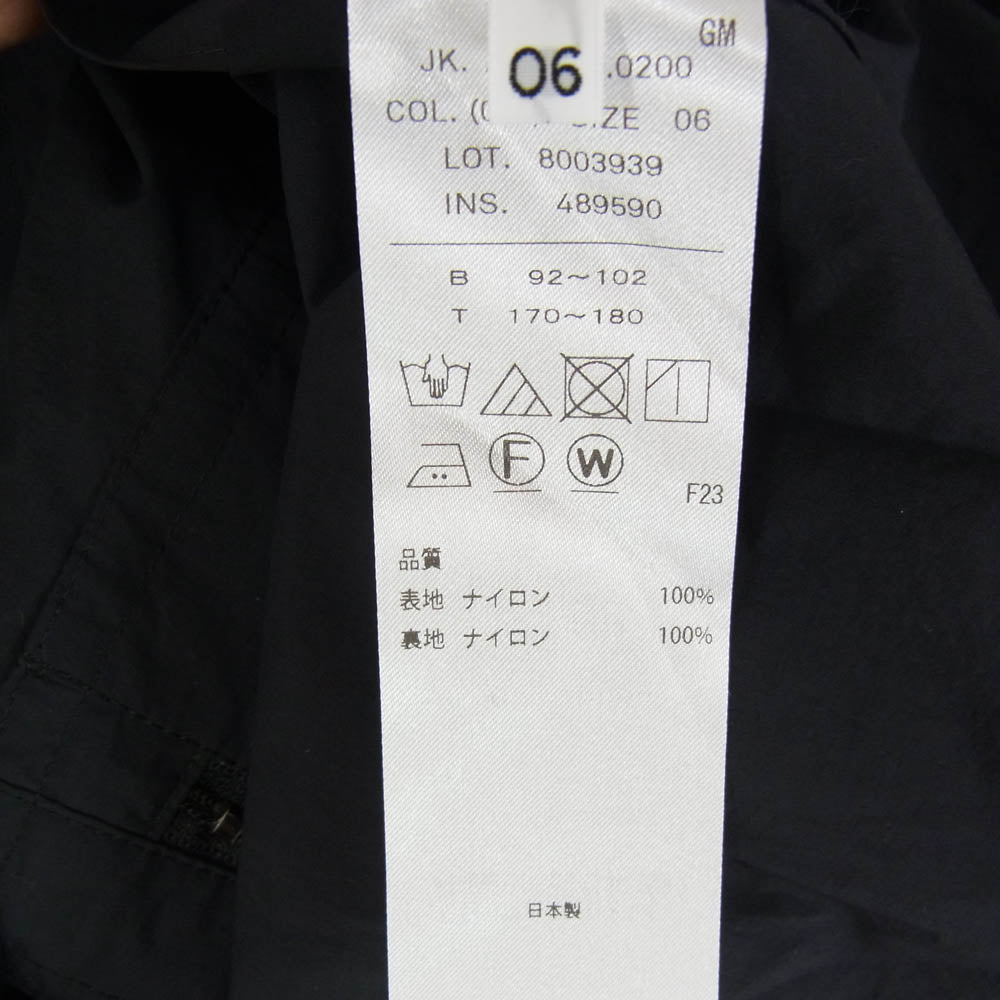 GM
JK. .0200
06
COL. SIZE 06
LOT. 8003939
INS. 489590
B 92〜102
T 170〜180
F W
F23
品質
表地 ナイロン 100%
裏地 ナイロン 100%
日本製